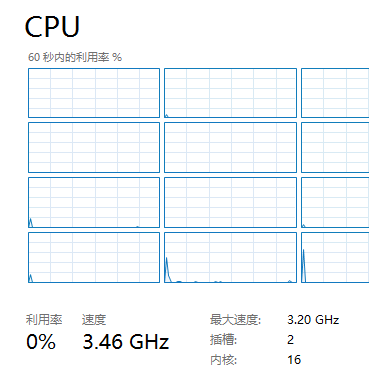 CPU
60 秒内的利用率 %
利用率 速度 最大速度: 3.20 GHz
0% 3.46 GHz 插槽: 2
内核: 16